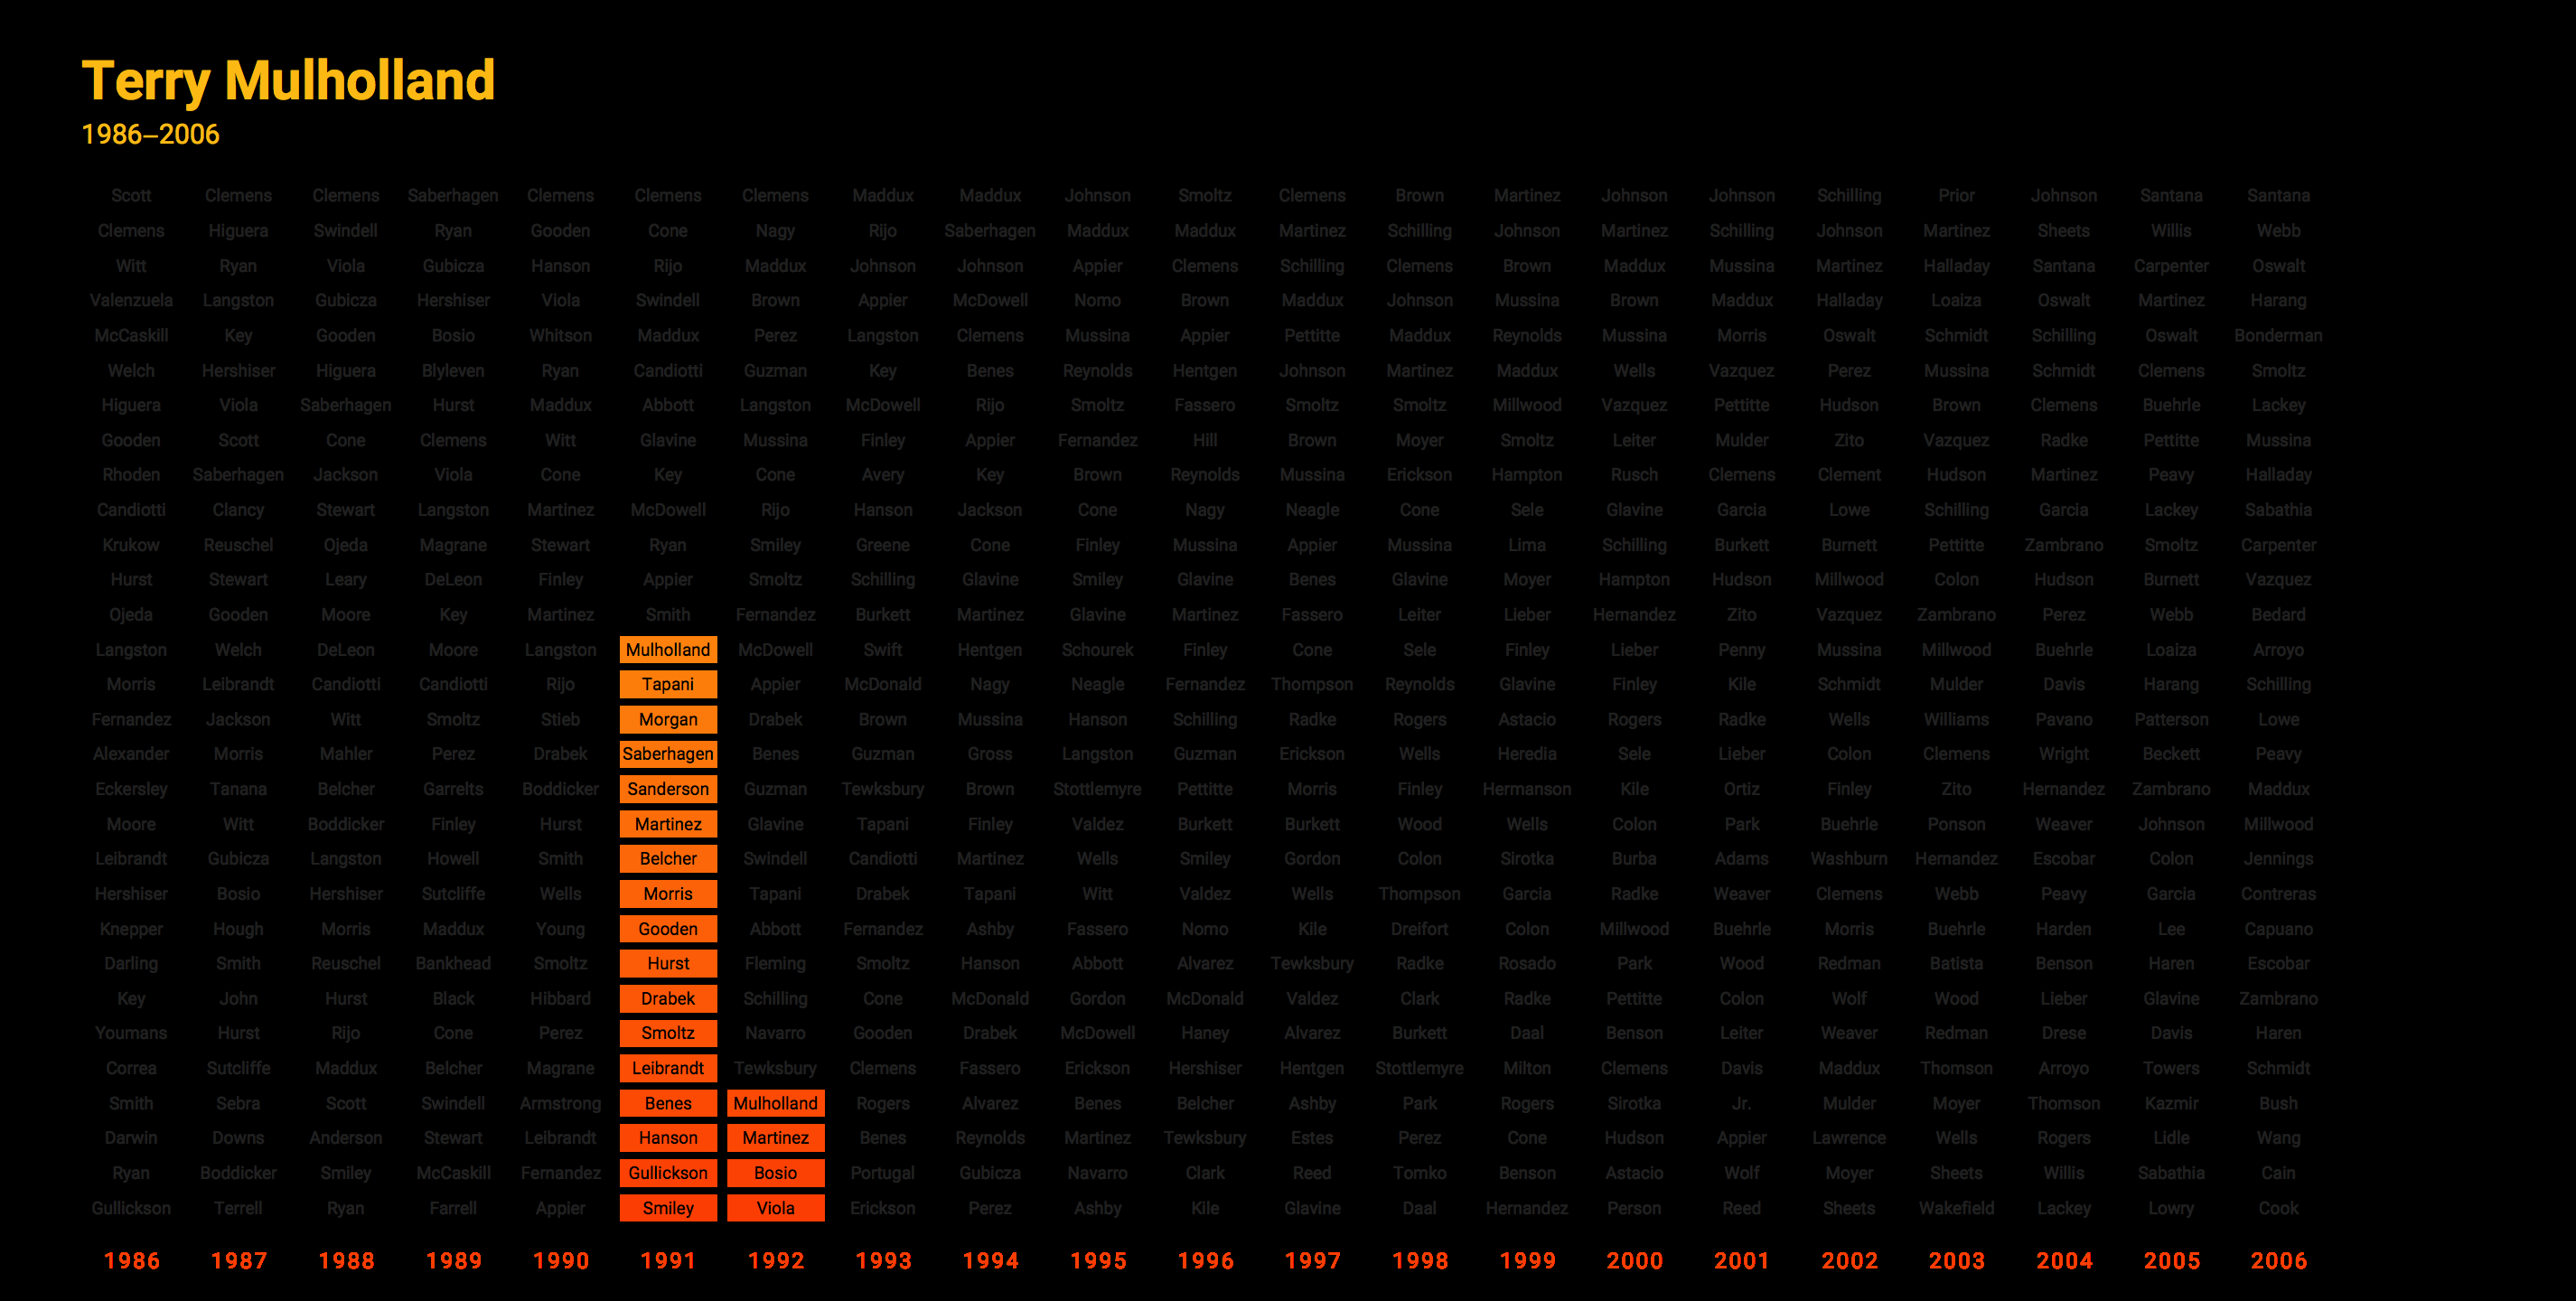 Terry Mulholland
1986–2006
Scott Clemens Clemens Saberhagen Clemens Clemens Clemens Maddux Maddux Johnson Smoltz Clemens Brown Martinez Johnson Johnson Schilling Prior Johnson Santana Santana
Clemens Higuera Swindell Ryan Gooden Cone Nagy Rijo Saberhagen Maddux Maddux Martinez Schilling Johnson Martinez Schilling Johnson Martinez Sheets Willis Webb
Witt Ryan Viola Gubicza Hanson Rijo Maddux Johnson Johnson Appier Clemens Schilling Clemens Brown Maddux Mussina Martinez Halladay Santana Carpenter Oswalt
Valenzuela Langston Gubicza Hershiser Viola Swindell Brown Appier McDowell Nomo Brown Maddux Johnson Mussina Brown Maddux Halladay Loaiza Oswalt Martinez Harang
McCaskill Key Gooden Bosio Whitson Maddux Perez Langston Clemens Mussina Appier Pettitte Maddux Reynolds Mussina Morris Oswalt Schmidt Schilling Oswalt Bonderman
Welch Hershiser Higuera Blyleven Ryan Candiotti Guzman Key Benes Reynolds Hentgen Johnson Martinez Maddux Wells Vazquez Perez Mussina Schmidt Clemens Smoltz
Higuera Viola Saberhagen Hurst Maddux Abbott Langston McDowell Rijo Smoltz Fassero Smoltz Smoltz Millwood Vazquez Pettitte Hudson Brown Clemens Buehrle Lackey
Gooden Scott Cone Clemens Witt Glavine Mussina Finley Appier Fernandez Hill Brown Moyer Smoltz Leiter Mulder Zito Vazquez Radke Pettitte Mussina
Rhoden Saberhagen Jackson Viola Cone Key Cone Avery Key Brown Reynolds Mussina Erickson Hampton Rusch Clemens Clement Hudson Martinez Peavy Halladay
Candiotti Clancy Stewart Langston Martinez McDowell Rijo Hanson Jackson Cone Nagy Neagle Cone Sele Glavine Garcia Lowe Schilling Garcia Lackey Sabathia
Krukow Reuschel Ojeda Magrane Stewart Ryan Smiley Greene Cone Finley Mussina Appier Mussina Lima Schilling Burkett Burnett Pettitte Zambrano Smoltz Carpenter
Hurst Stewart Leary DeLeon Finley Appier Smoltz Schilling Glavine Smiley Glavine Benes Glavine Moyer Hampton Hudson Millwood Colon Hudson Burnett Vazquez
Ojeda Gooden Moore Key Martinez Smith Fernandez Burkett Martinez Glavine Martinez Fassero Leiter Lieber Hernandez Zito Vazquez Zambrano Perez Webb Bedard
Langston Welch DeLeon Moore Langston Mulholland McDowell Swift Hentgen Schourek Finley Cone Sele Finley Lieber Penny Mussina Millwood Buehrle Loaiza Arroyo
Morris Leibrandt Candiotti Candiotti Rijo Tapani Appier McDonald Nagy Neagle Fernandez Thompson Reynolds Glavine Finley Kile Schmidt Mulder Davis Harang Schilling
Fernandez Jackson Witt Smoltz Stieb Morgan Drabek Brown Mussina Hanson Schilling Radke Rogers Astacio Rogers Radke Wells Williams Pavano Patterson Lowe
Alexander Morris Mahler Perez Drabek Saberhagen Benes Guzman Gross Langston Guzman Erickson Wells Heredia Sele Lieber Colon Clemens Wright Beckett Peavy
Eckersley Tanana Belcher Garrelts Boddicker Sanderson Guzman Tewksbury Brown Stottlemyre Pettitte Morris Finley Hermanson Kile Ortiz Finley Zito Hernandez Zambrano Maddux
Moore Witt Boddicker Finley Hurst Martinez Glavine Tapani Finley Valdez Burkett Burkett Wood Wells Colon Park Buehrle Ponson Weaver Johnson Millwood
Leibrandt Gubicza Langston Howell Smith Belcher Swindell Candiotti Martinez Wells Smiley Gordon Colon Sirotka Burba Adams Washburn Hernandez Escobar Colon Jennings
Hershiser Bosio Hershiser Sutcliffe Wells Morris Tapani Drabek Tapani Witt Valdez Wells Thompson Garcia Radke Weaver Clemens Webb Peavy Garcia Contreras
Knepper Hough Morris Maddux Young Gooden Abbott Fernandez Ashby Fassero Nomo Kile Dreifort Colon Millwood Buehrle Morris Buehrle Harden Lee Capuano
Darling Smith Reuschel Bankhead Smoltz Hurst Fleming Smoltz Hanson Abbott Alvarez Tewksbury Radke Rosado Park Wood Redman Batista Benson Haren Escobar
Key John Hurst Black Hibbard Drabek Schilling Cone McDonald Gordon McDonald Valdez Clark Radke Pettitte Colon Wolf Wood Lieber Glavine Zambrano
Youmans Hurst Rijo Cone Perez Smoltz Navarro Gooden Drabek McDowell Haney Alvarez Burkett Daal Benson Leiter Weaver Redman Drese Davis Haren
Correa Sutcliffe Maddux Belcher Magrane Leibrandt Tewksbury Clemens Fassero Erickson Hershiser Hentgen Stottlemyre Milton Clemens Davis Maddux Thomson Arroyo Towers Schmidt
Smith Sebra Scott Swindell Armstrong Benes Mulholland Rogers Alvarez Benes Belcher Ashby Park Rogers Sirotka Jr. Mulder Moyer Thomson Kazmir Bush
Darwin Downs Anderson Stewart Leibrandt Hanson Martinez Benes Reynolds Martinez Tewksbury Estes Perez Cone Hudson Appier Lawrence Wells Rogers Lidle Wang
Ryan Boddicker Smiley McCaskill Fernandez Gullickson Bosio Portugal Gubicza Navarro Clark Reed Tomko Benson Astacio Wolf Moyer Sheets Willis Sabathia Cain
Gullickson Terrell Ryan Farrell Appier Smiley Viola Erickson Perez Ashby Kile Glavine Daal Hernandez Person Reed Sheets Wakefield Lackey Lowry Cook
1986 1987 1988 1989 1990 1991 1992 1993 1994 1995 1996 1997 1998 1999 2000 2001 2002 2003 2004 2005 2006